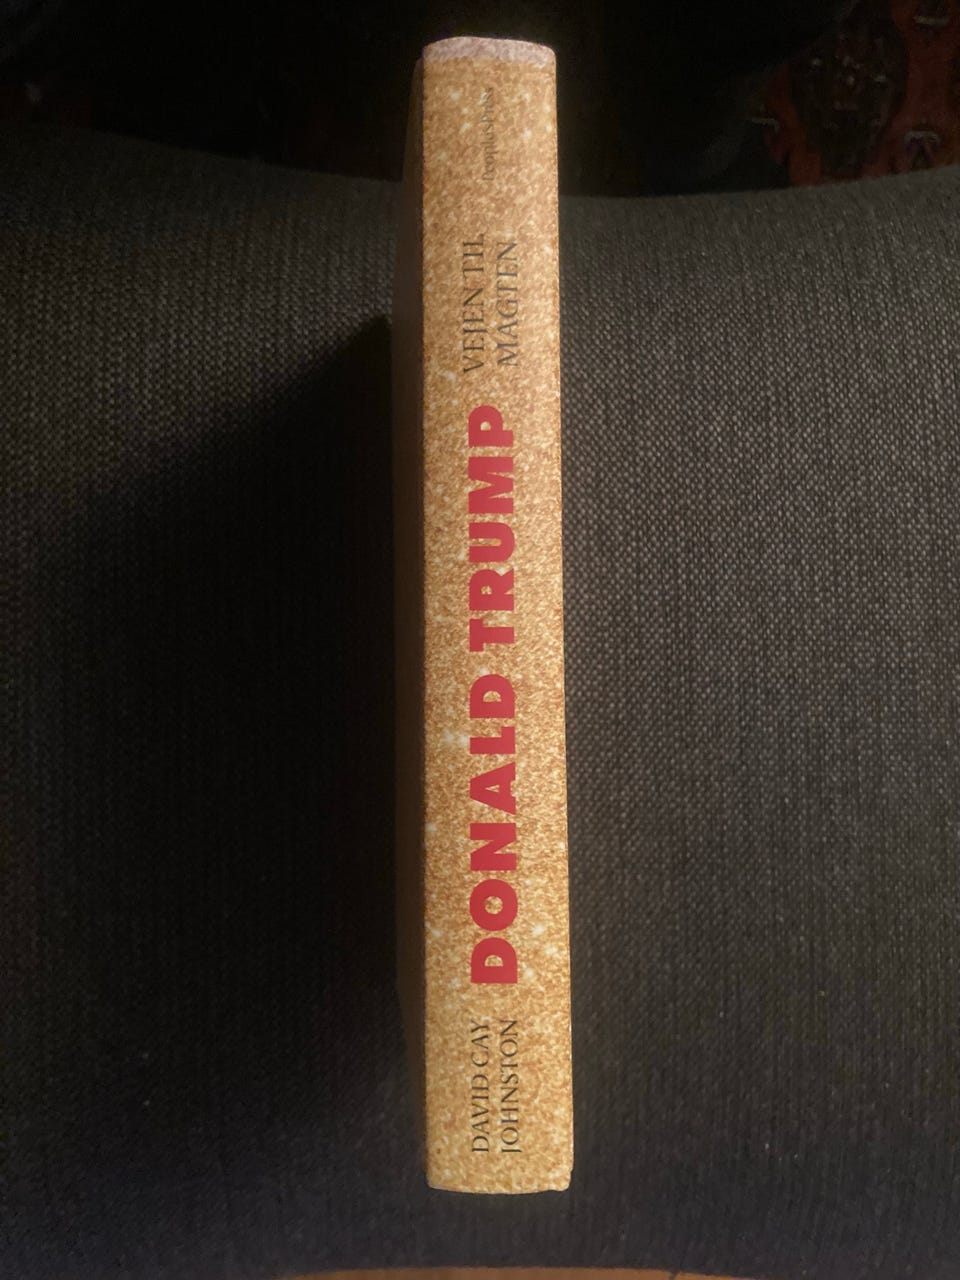 DAVID CAY
JOHNSTON
DONALD TRUMP
VEJEN TIL
MAGTEN